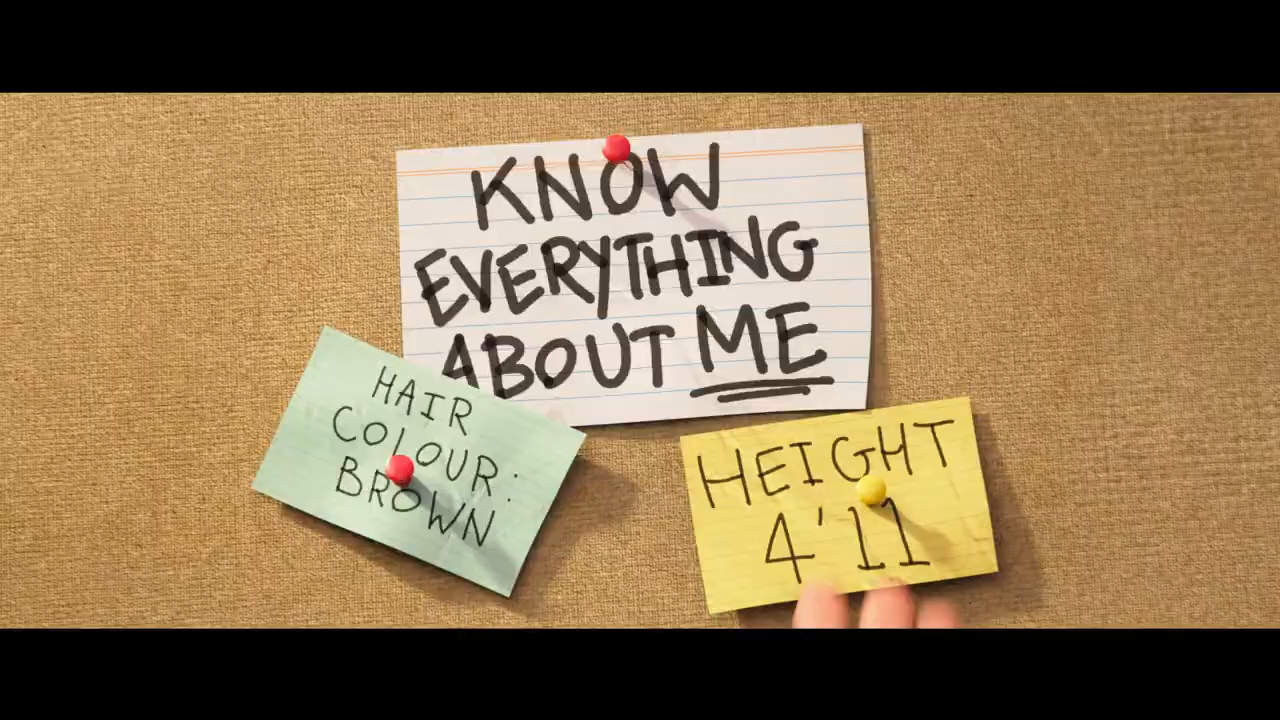 KNOW
EVERYTHING
ABOUT ME
HAIR
COLOUR:
BROWN
HEIGHT
4'11